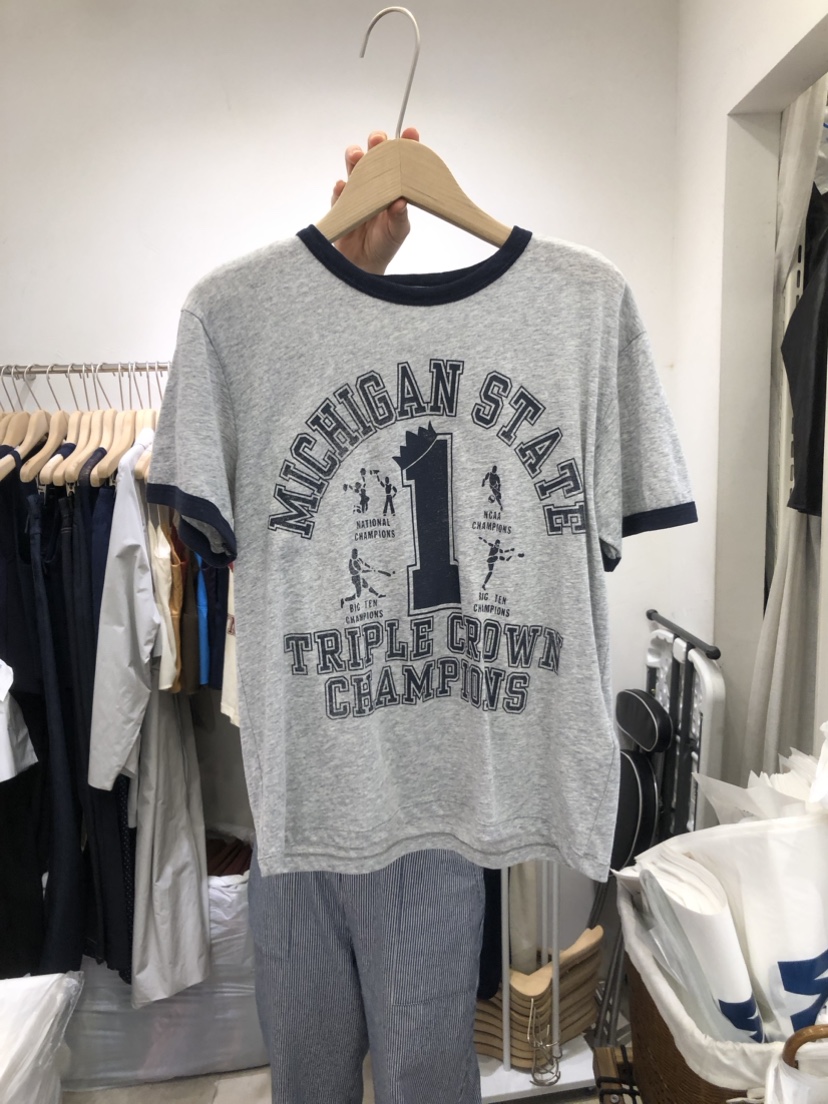 MICHIGAN STATE
1
NATIONAL
CHAMPIONS
NCAA
CHAMPIONS
BIG TEN
CHAMPIONS
BIG TEN
CHAMPIONS
TRIPLE CROWN
CHAMPIONS